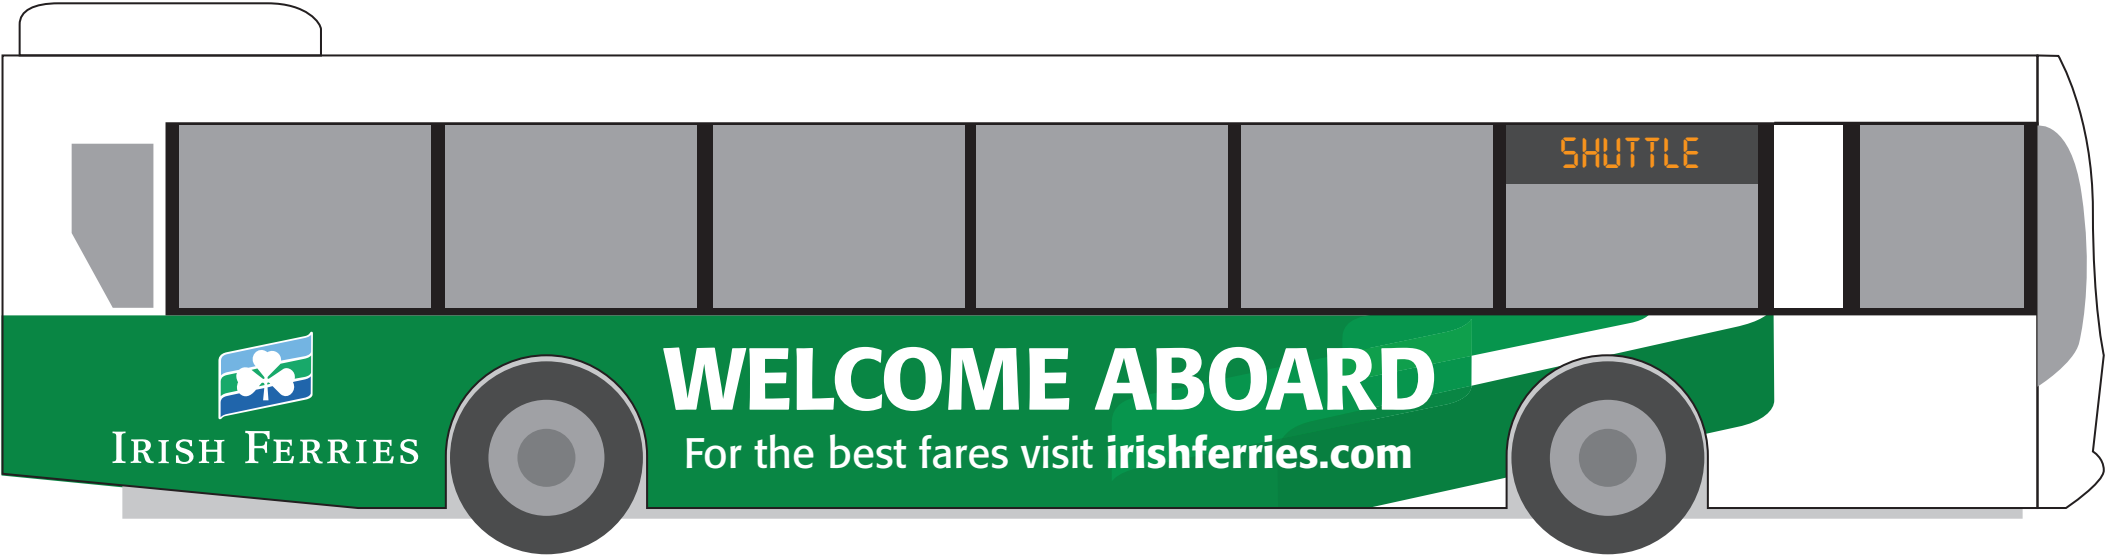 SHUTTLE
WELCOME ABOARD
For the best fares visit irishferries.com
IRISH FERRIES